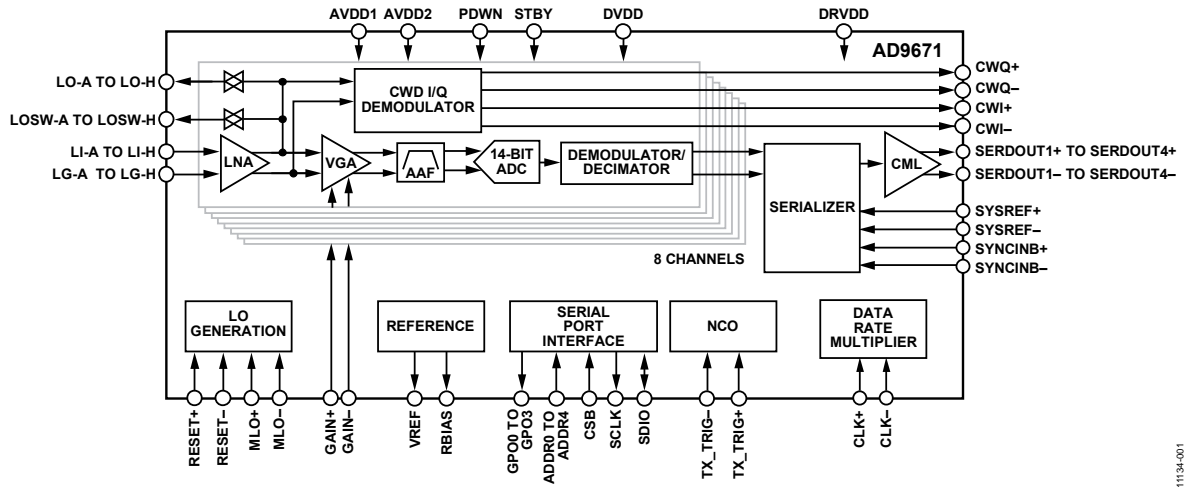 AVDD1 AVDD2 PDWN STBY DVDD DRVDD
AD9671
LO-A TO LO-H
LOSW-A TO LOSW-H
LI-A TO LI-H
LG-A TO LG-H
LNA
VGA
CWD I/Q
DEMODULATOR
AAF
14-BIT
ADC
DEMODULATOR/
DECIMATOR
8 CHANNELS
SERIALIZER
CML
CWQ+
CWQ–
CWI+
CWI–
SERDOUT1+ TO SERDOUT4+
SERDOUT1– TO SERDOUT4–
SYSREF+
SYSREF–
SYNCINB+
SYNCINB–
LO
GENERATION
REFERENCE
SERIAL
PORT
INTERFACE
NCO
DATA
RATE
MULTIPLIER
RESET+
RESET–
MLO+
MLO–
GAIN+
GAIN–
VREF
RBIAS
GPO0 TO
GPO3
ADDR0 TO
ADDR4
CSB
SCLK
SDIO
TX_TRIG–
TX_TRIG+
CLK+
CLK–
11134-001